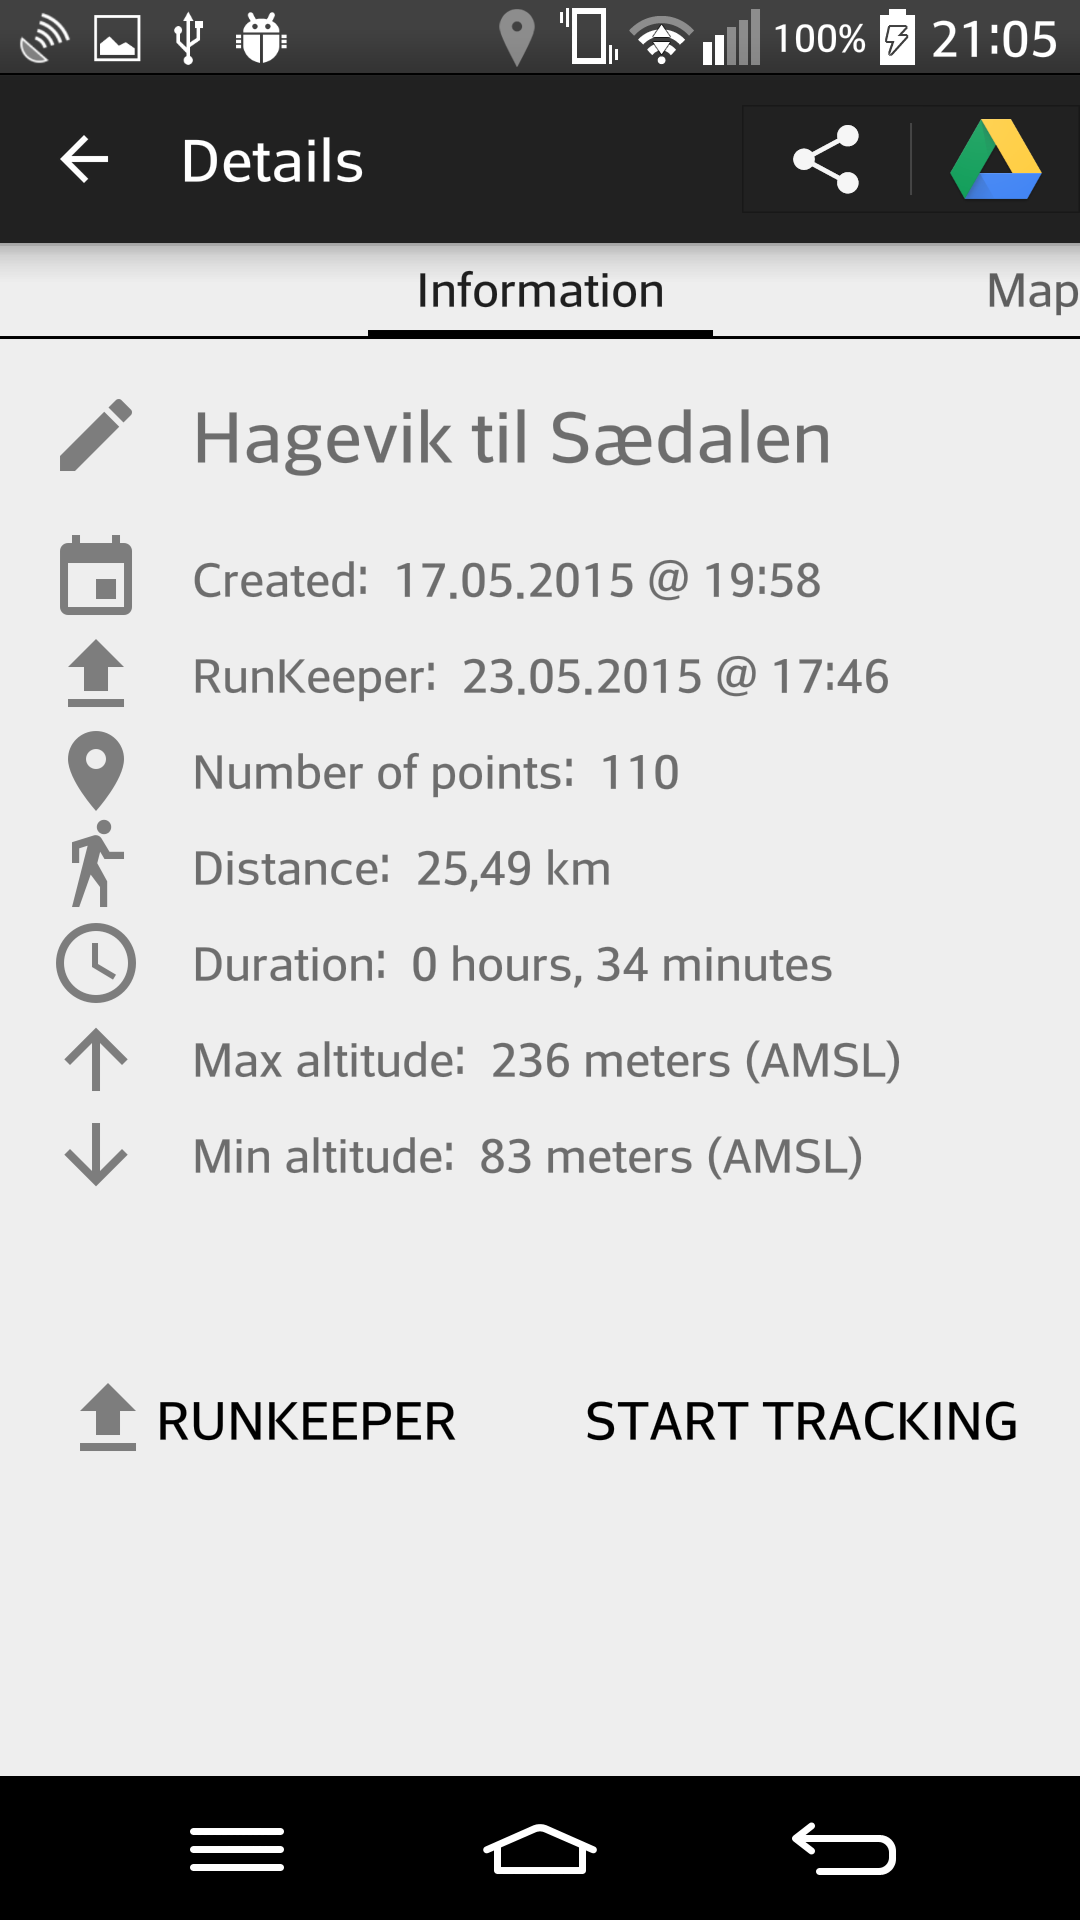 100% 21:05
Details
Information Map
Hagevik til Sædalen
Created: 17.05.2015 @ 19:58
RunKeeper: 23.05.2015 @ 17:46
Number of points: 110
Distance: 25,49 km
Duration: 0 hours, 34 minutes
Max altitude: 236 meters (AMSL)
Min altitude: 83 meters (AMSL)
RUNKEEPER START TRACKING